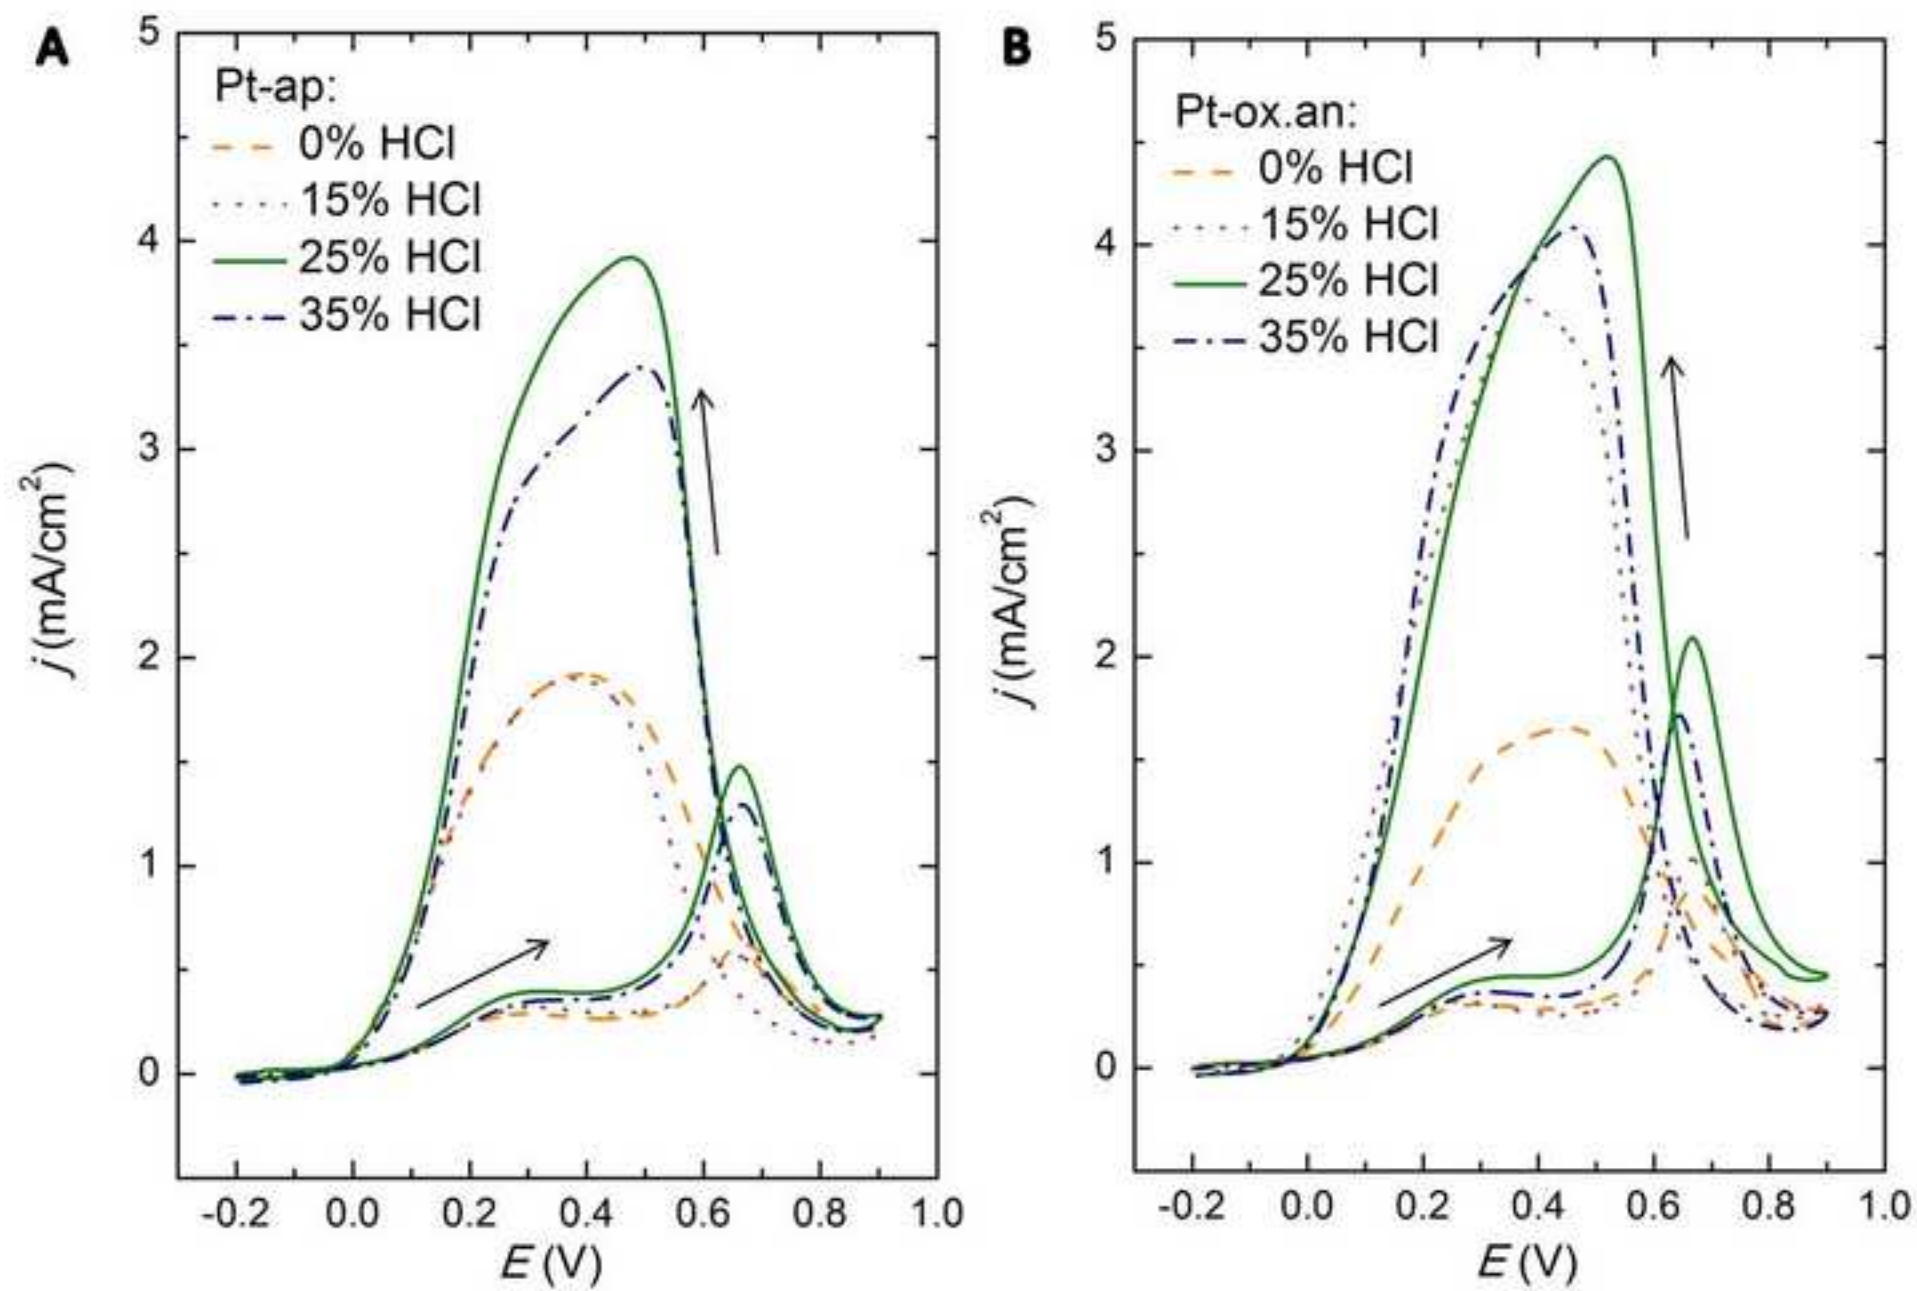 A
Pt-ap:
0% HCl
15% HCl
25% HCl
35% HCl
5
4
3
2
1
0
j (mA/cm²)
-0.2 0.0 0.2 0.4 0.6 0.8 1.0
E (V)
B
Pt-ox.an:
0% HCl
15% HCl
25% HCl
35% HCl
5
4
3
2
1
0
j (mA/cm²)
-0.2 0.0 0.2 0.4 0.6 0.8 1.0
E (V)